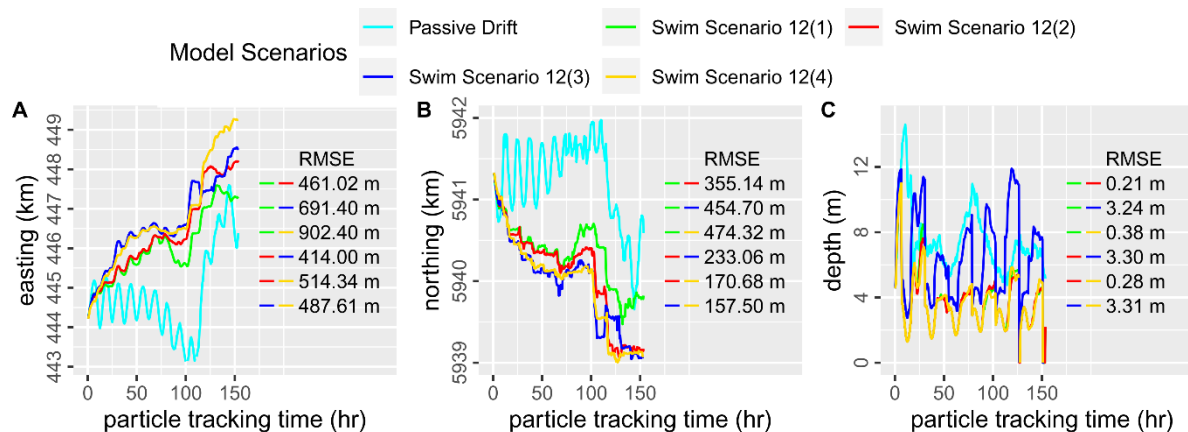 Model Scenarios
Passive Drift
Swim Scenario 12(1)
Swim Scenario 12(2)
Swim Scenario 12(3)
Swim Scenario 12(4)
A
easting (km)
449
448
447
446
445
444
443
RMSE
461.02 m
691.40 m
902.40 m
414.00 m
514.34 m
487.61 m
0 50 100 150
particle tracking time (hr)
B
northing (km)
5942
5941
5940
5939
RMSE
355.14 m
454.70 m
474.32 m
233.06 m
170.68 m
157.50 m
0 50 100 150
particle tracking time (hr)
C
depth (m)
12
8
4
0
RMSE
0.21 m
3.24 m
0.38 m
3.30 m
0.28 m
3.31 m
0 50 100 150
particle tracking time (hr)